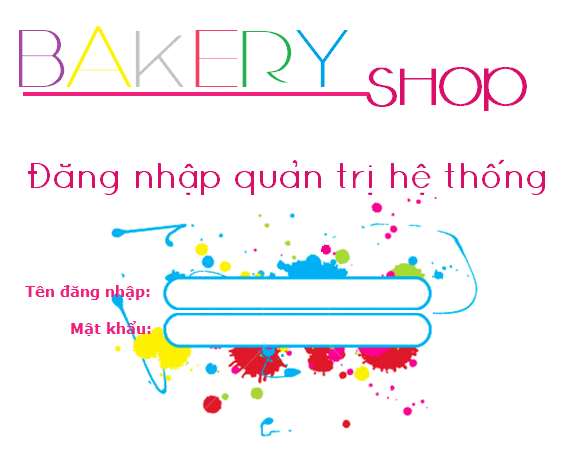 BAKERY SHOP
Đăng nhập quản trị hệ thống
Tên đăng nhập:
Mật khẩu: